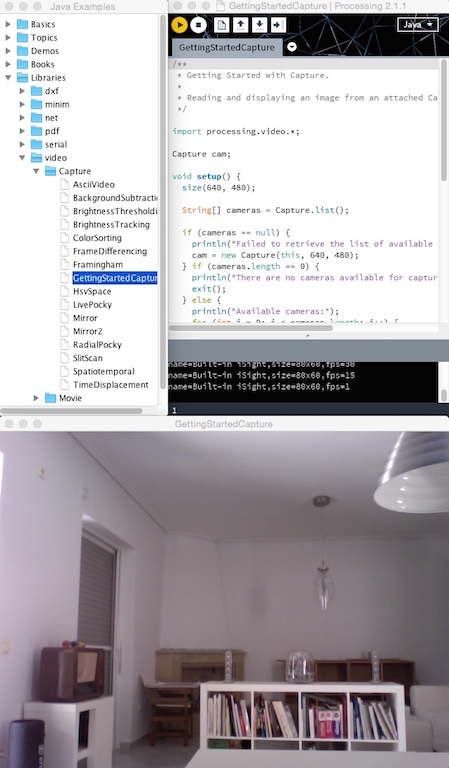 Java Examples
Basics
Topics
Demos
Books
Libraries
dxf
minim
net
pdf
serial
video
Capture
AsciiVideo
BackgroundSubtractio
BrightnessThresholdi
BrightnessTracking
ColorSorting
FrameDifferencing
Framingham
GettingStartedCaptur
HsvSpace
LivePocky
Mirror
Mirror2
RadialPocky
SlitScan
Spatiotemporal
TimeDisplacement
Movie
GettingStartedCapture | Processing 2.1.1
Java
GettingStartedCapture
/**
* Getting Started with Capture.
*
* Reading and displaying an image from an attached Ca
*/
import processing.video.*;
Capture cam;
void setup() {
size(640, 480);
String[] cameras = Capture.list();
if (cameras == null) {
println("Failed to retrieve the list of available
cam = new Capture(this, 640, 480);
} if (cameras.length == 0) {
println("There are no cameras available for captur
exit();
} else {
println("Available cameras:");
for (int i = 0; i < cameras.length; i++) {
name=Built-in iSight,size=80x60,fps=30
name=Built-in iSight,size=80x60,fps=15
name=Built-in iSight,size=80x60,fps=1
1
GettingStartedCapture